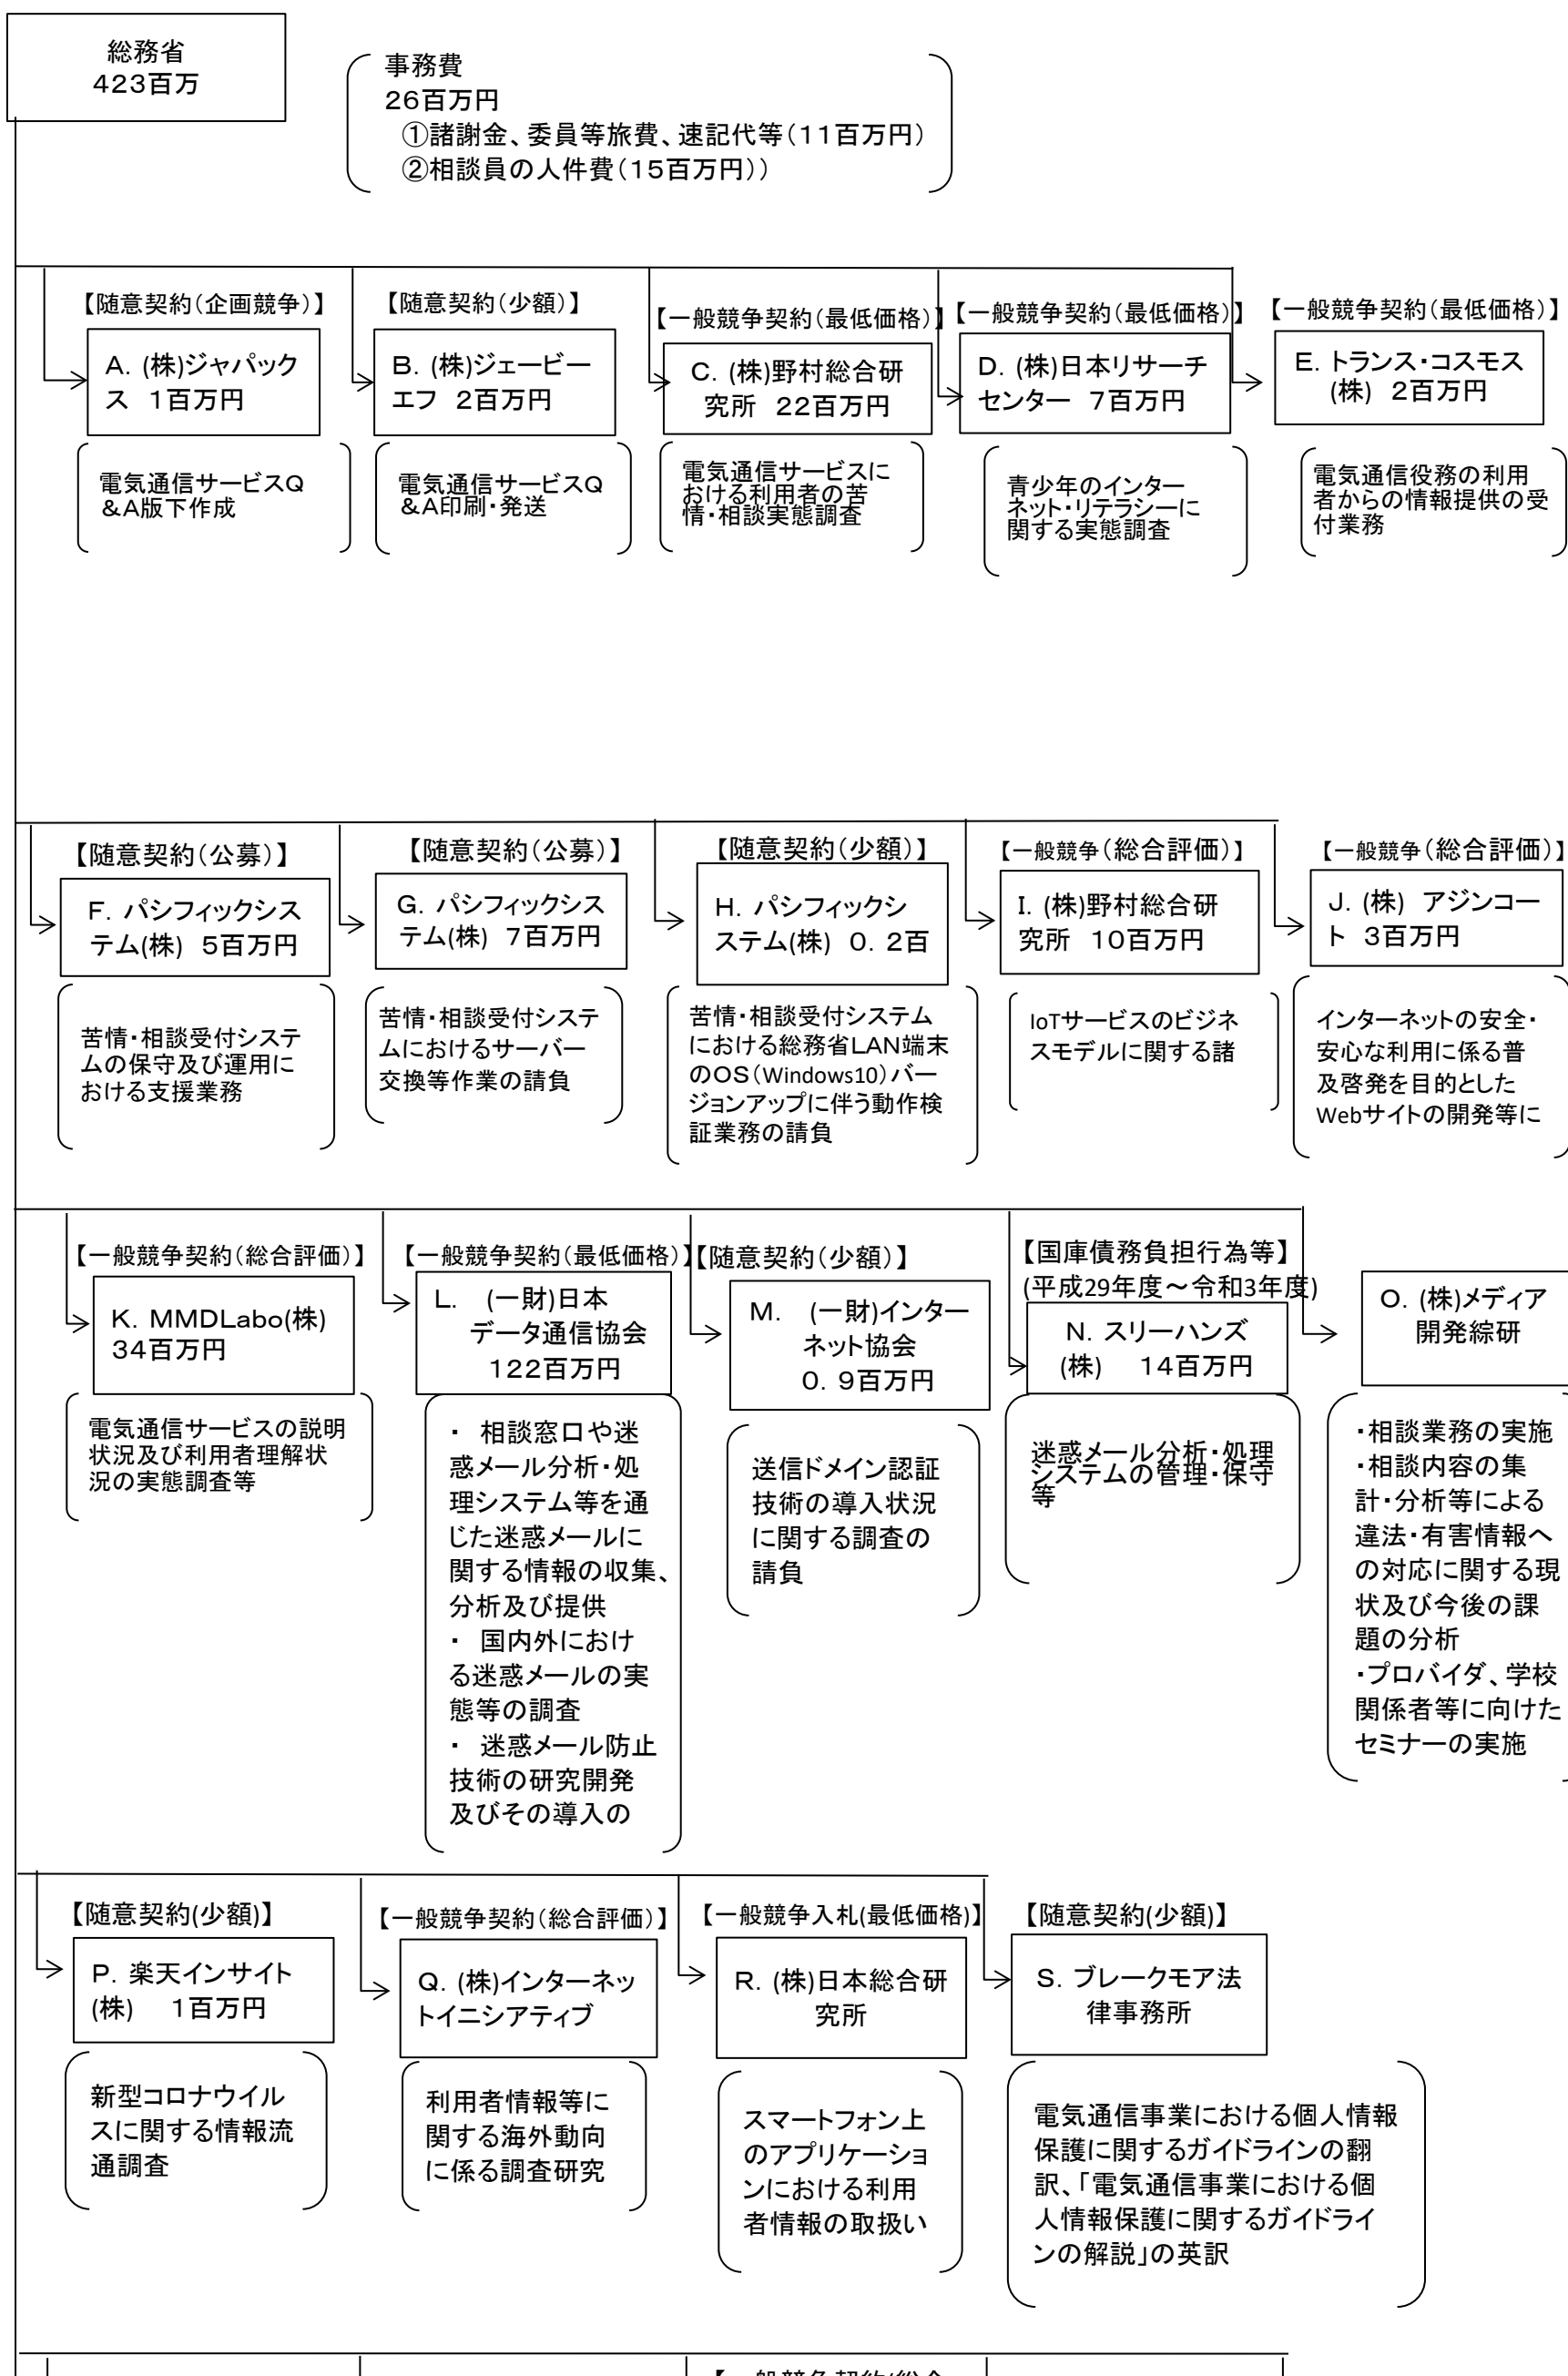 総務省
423百万
事務費
26百万円
①諸謝金、委員等旅費、速記代等（11百万円）
②相談員の人件費（15百万円））
【随意契約（企画競争）】
A. (株)ジャパック
ス　1百万円
電気通信サービスQ
＆A版下作成
【随意契約（少額）】
B. (株)ジェービー
エフ　2百万円
電気通信サービスQ
＆A印刷・発送
【一般競争契約（最低価格）】
C. (株)野村総合研
究所　22百万円
電気通信サービスに
おける利用者の苦
情・相談実態調査
【一般競争契約（最低価格）】
D. (株)日本リサーチ
センター　7百万円
青少年のインター
ネット・リテラシーに
関する実態調査
【一般競争契約（最低価格）】
E. トランス・コスモス
(株)　2百万円
電気通信役務の利用
者からの情報提供の受
付業務
【随意契約（公募）】
F. パシフィックシス
テム(株)　5百万円
苦情・相談受付システ
ムの保守及び運用に
おける支援業務
【随意契約（公募）】
G. パシフィックシス
テム(株)　7百万円
苦情・相談受付システ
ムにおけるサーバー
交換等作業の請負
【随意契約（少額）】
H. パシフィックシ
ステム(株)　0. 2百
苦情・相談受付システム
における総務省LAN端末
のOS（Windows10）バー
ジョンアップに伴う動作検
証業務の請負
【一般競争（総合評価）】
I. (株)野村総合研
究所　10百万円
IoTサービスのビジネ
スモデルに関する諸
【一般競争（総合評価）】
J. (株)　アジンコー
ト　3百万円
インターネットの安全・
安心な利用に係る普
及啓発を目的とした
Webサイトの開発等に
【一般競争契約（総合評価）】
K. MMDLabo(株)
34百万円
電気通信サービスの説明
状況及び利用者理解状
況の実態調査等
【一般競争契約（最低価格）】
L.　(一財)日本
データ通信協会
122百万円
・ 相談窓口や迷
惑メール分析・処
理システム等を通
じた迷惑メールに
関する情報の収集、
分析及び提供
・ 国内外におけ
る迷惑メールの実
態等の調査
・ 迷惑メール防止
技術の研究開発
及びその導入の
【随意契約（少額）】
M.　(一財)インター
ネット協会
0. 9百万円
送信ドメイン認証
技術の導入状況
に関する調査の
請負
【国庫債務負担行為等】
(平成29年度～令和3年度)
N. スリーハンズ
(株)　14百万円
迷惑メール分析・処理
システムの管理・保守
等
O. (株)メディア
開発綜研
・相談業務の実施
・相談内容の集
計・分析等による
違法・有害情報へ
の対応に関する現
状及び今後の課
題の分析
・プロバイダ、学校
関係者等に向けた
セミナーの実施
【随意契約(少額)】
P. 楽天インサイト
(株)　1百万円
新型コロナウイル
スに関する情報流
通調査
【一般競争契約（総合評価）】
Q. (株)インターネッ
トイニシアティブ
利用者情報等に
関する海外動向
に係る調査研究
【一般競争入札(最低価格)】
R. (株)日本総合研
究所
スマートフォン上
のアプリケーショ
ンにおける利用
者情報の取扱い
【随意契約(少額)】
S. ブレークモア法
律事務所
電気通信事業における個人情報
保護に関するガイドラインの翻
訳、「電気通信事業における個
人情報保護に関するガイドライ
ンの解説」の英訳
【一般競争契約(総合